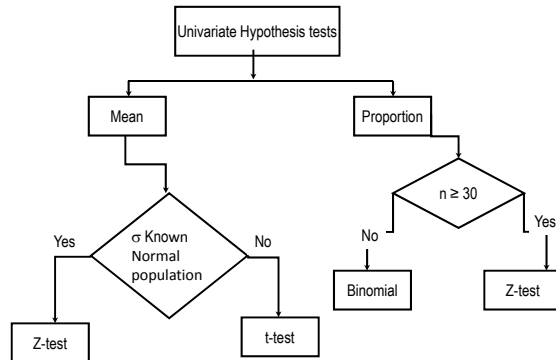 Univariate Hypothesis tests
Mean
Proportion
n ≥ 30
σ Known
Normal
population
Yes
No
No
Yes
Binomial
Z-test
Z-test
t-test